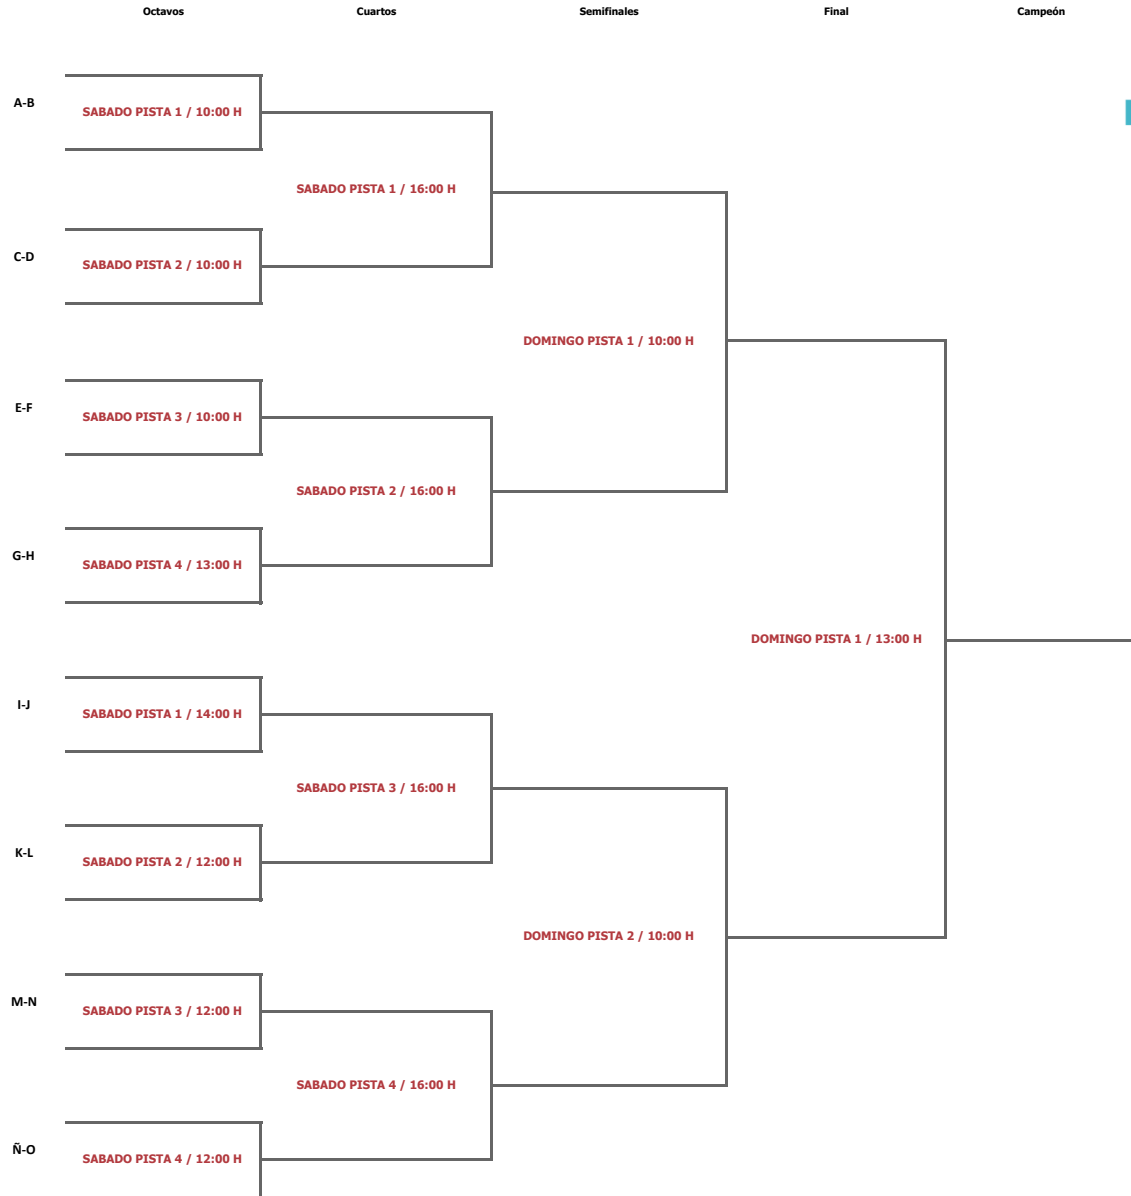 Octavos Cuartos Semifinales Final Campeón
A-B
SABADO PISTA 1 / 10:00 H
SABADO PISTA 1 / 16:00 H
C-D
SABADO PISTA 2 / 10:00 H
DOMINGO PISTA 1 / 10:00 H
E-F
SABADO PISTA 3 / 10:00 H
SABADO PISTA 2 / 16:00 H
G-H
SABADO PISTA 4 / 13:00 H
DOMINGO PISTA 1 / 13:00 H
I-J
SABADO PISTA 1 / 14:00 H
SABADO PISTA 3 / 16:00 H
K-L
SABADO PISTA 2 / 12:00 H
DOMINGO PISTA 2 / 10:00 H
M-N
SABADO PISTA 3 / 12:00 H
SABADO PISTA 4 / 16:00 H
Ñ-O
SABADO PISTA 4 / 12:00 H